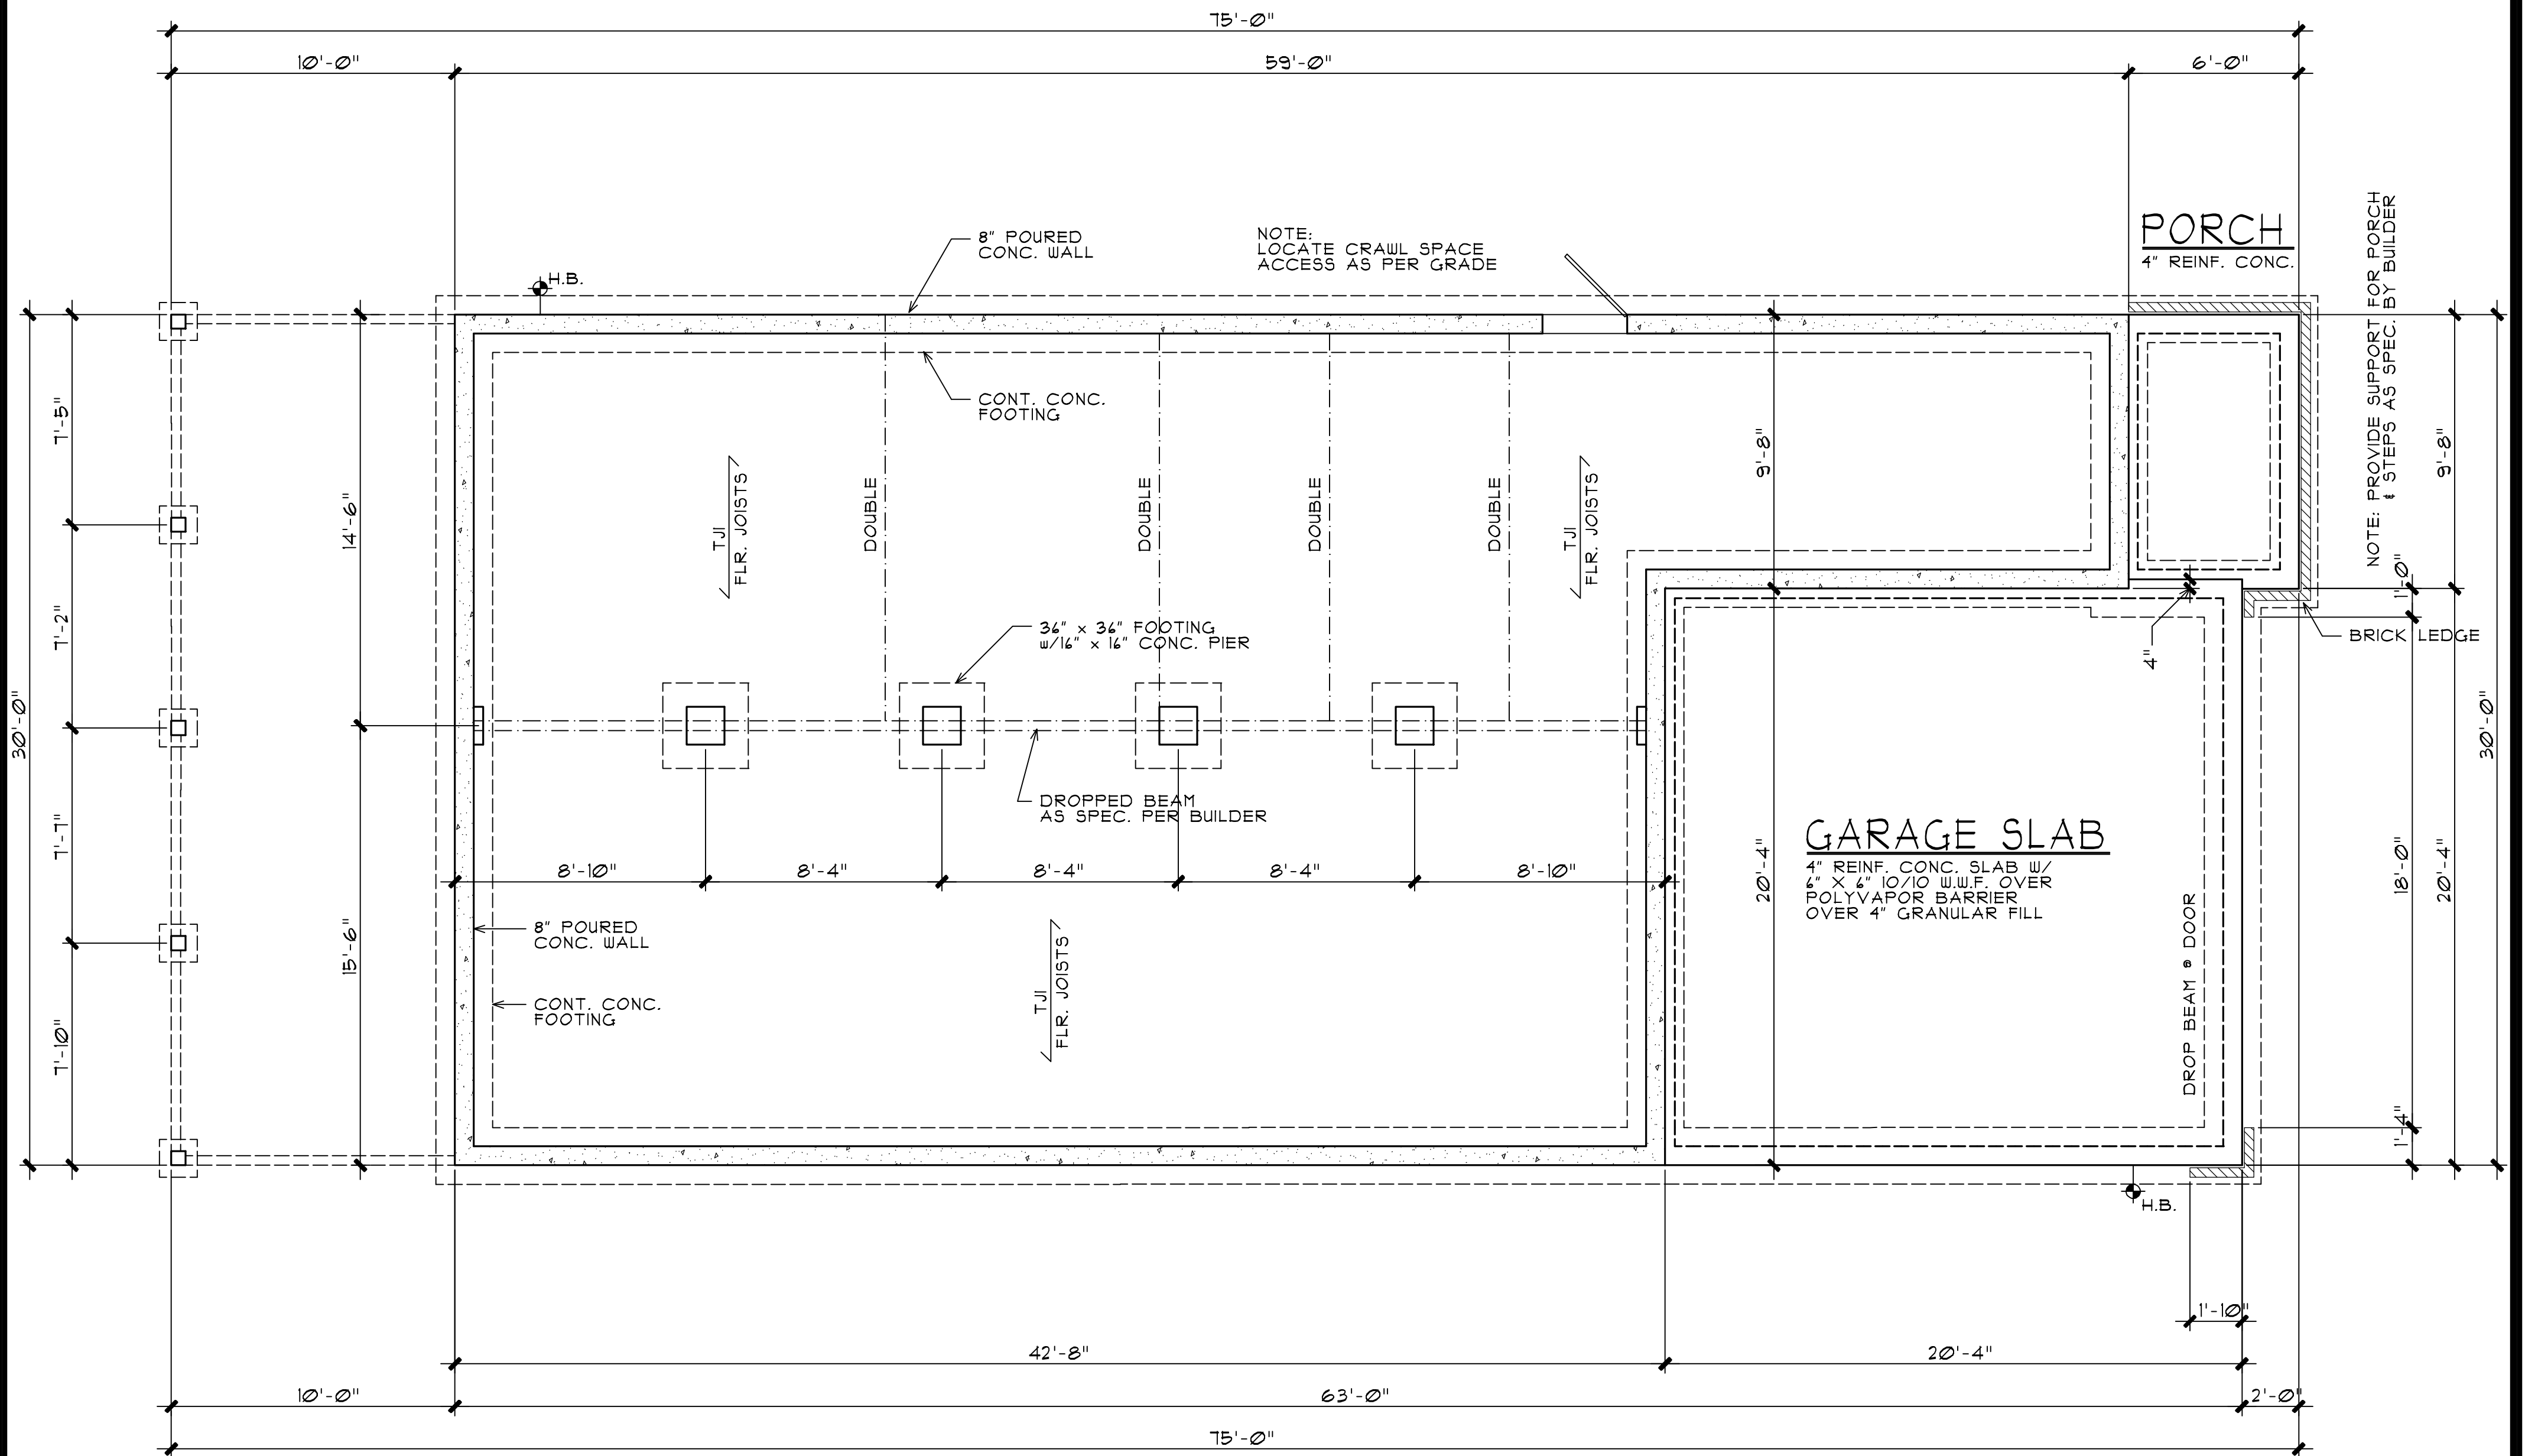 75'-0"
10'-0"
59'-0"
6'-0"
PORCH
4" REINF. CONC.
NOTE: PROVIDE SUPPORT FOR PORCH
& STEPS AS SPEC. BY BUILDER
8" POURED
CONC. WALL
NOTE:
LOCATE CRAWL SPACE
ACCESS AS PER GRADE
H.B.
CONT. CONC.
FOOTING
7'-5"
14'-6"
TJI
FLR. JOISTS
DOUBLE
DOUBLE
DOUBLE
DOUBLE
TJI
FLR. JOISTS
9'-8"
9'-8"
1'-0"
7'-2"
36" x 36" FOOTING
w/16" x 16" CONC. PIER
4"
BRICK LEDGE
30'-0"
30'-0"
7'-7"
DROPPED BEAM
AS SPEC. PER BUILDER
8'-10"
8'-4"
8'-4"
8'-4"
8'-10"
20'-4"
GARAGE SLAB
4" REINF. CONC. SLAB W/
6" X 6" 10/10 W.W.F. OVER
POLYVAPOR BARRIER
OVER 4" GRANULAR FILL
18'-0"
20'-4"
15'-6"
8" POURED
CONC. WALL
CONT. CONC.
FOOTING
TJI
FLR. JOISTS
DROP BEAM @ DOOR
7'-10"
1'-4"
H.B.
1'-10"
42'-8"
20'-4"
10'-0"
63'-0"
2'-0"
75'-0"